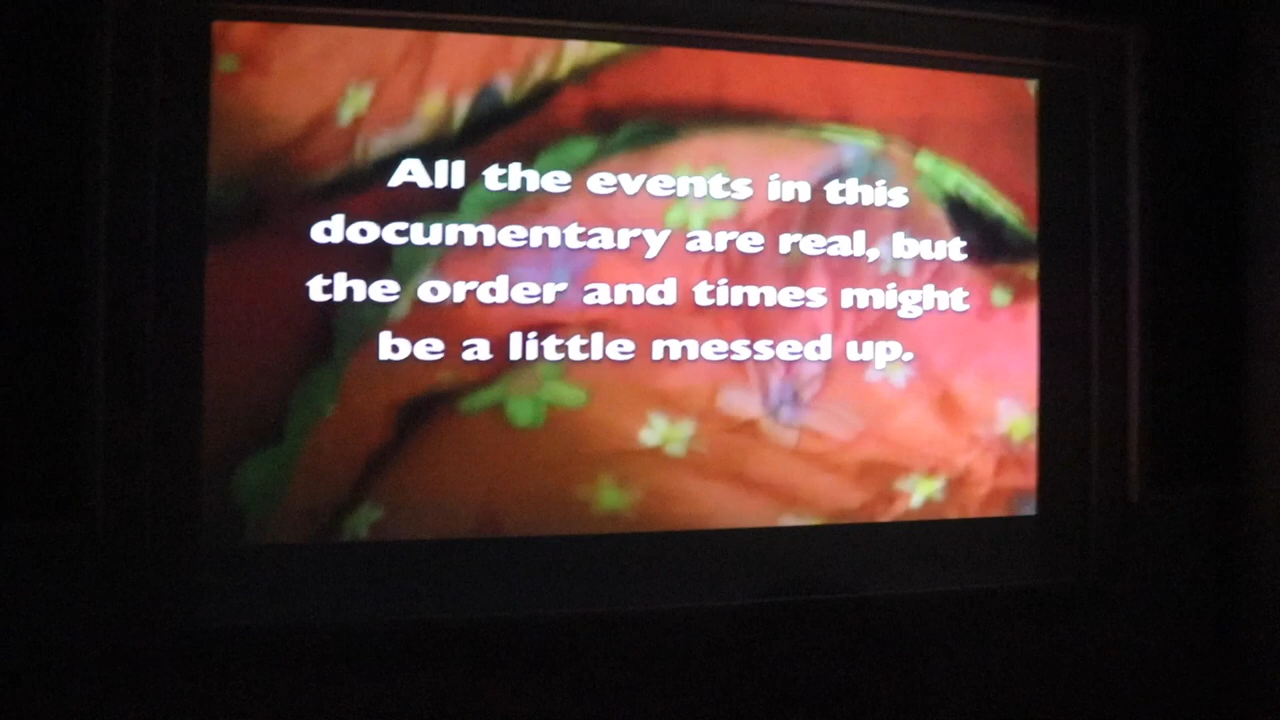 All the events in this
documentary are real, but
the order and times might
be a little messed up.